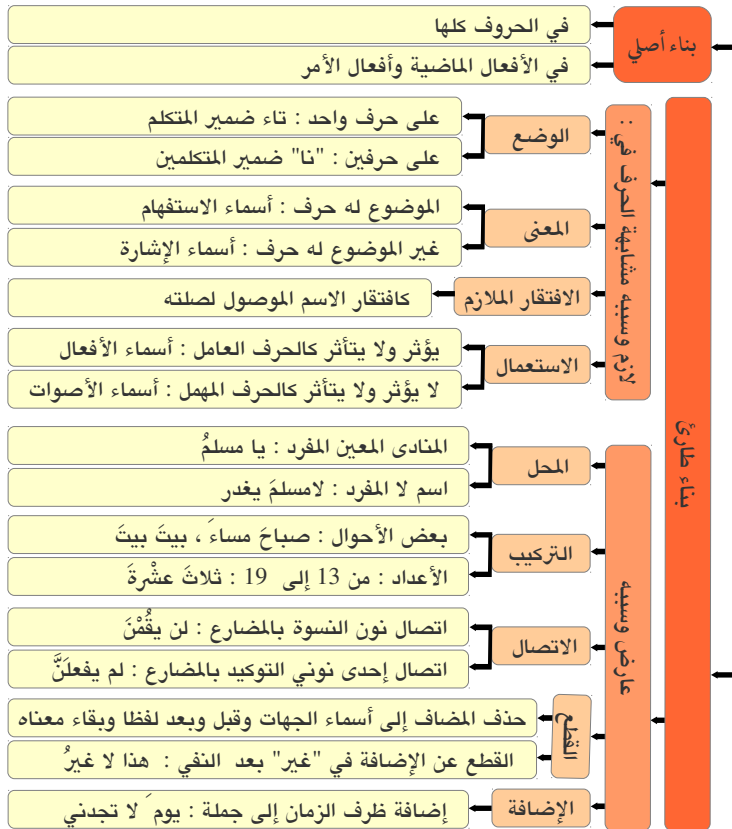 بناء أصلي
في الحروف كلها
في الأفعال الماضية وأفعال الأمر
بناء طارئ
لازم وسببه مشابهة الحرف في :
الوضع
على حرف واحد : تاء ضمير المتكلم
على حرفين : "نا" ضمير المتكلمين
المعنى
الموضوع له حرف : أسماء الاستفهام
غير الموضوع له حرف : أسماء الإشارة
الافتقار الملازم
كافتقار الاسم الموصول لصلته
الاستعمال
يؤثر ولا يتأثر كالحرف العامل : أسماء الأفعال
لا يؤثر ولا يتأثر كالحرف المهمل : أسماء الأصوات
عارض وسببه
المحل
المنادى المعين المفرد : يا مسلمُ
اسم لا المفرد : لامسلمَ يغدر
التركيب
بعض الأحوال : صباحَ مساءَ ، بيتَ بيتَ
الأعداد : من 13 إلى 19 : ثلاثَ عشْرةَ
الاتصال
اتصال نون النسوة بالمضارع : لن يقُمْنَ
اتصال إحدى نوني التوكيد بالمضارع : لم يفعلَنَّ
القطع
حذف المضاف إلى أسماء الجهات وقبل وبعد لفظا وبقاء معناه
القطع عن الإضافة في "غير" بعد النفي : هذا لا غيرُ
الإضافة
إضافة ظرف الزمان إلى جملة : يومَ لا تجدني